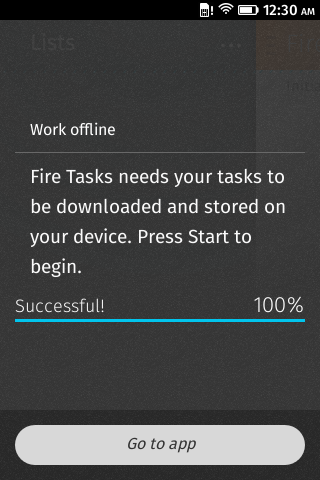 12:30 AM
Lists
Work offline
Fire Tasks needs your tasks to
be downloaded and stored on
your device. Press Start to
begin.
Successful! 100%
Go to app